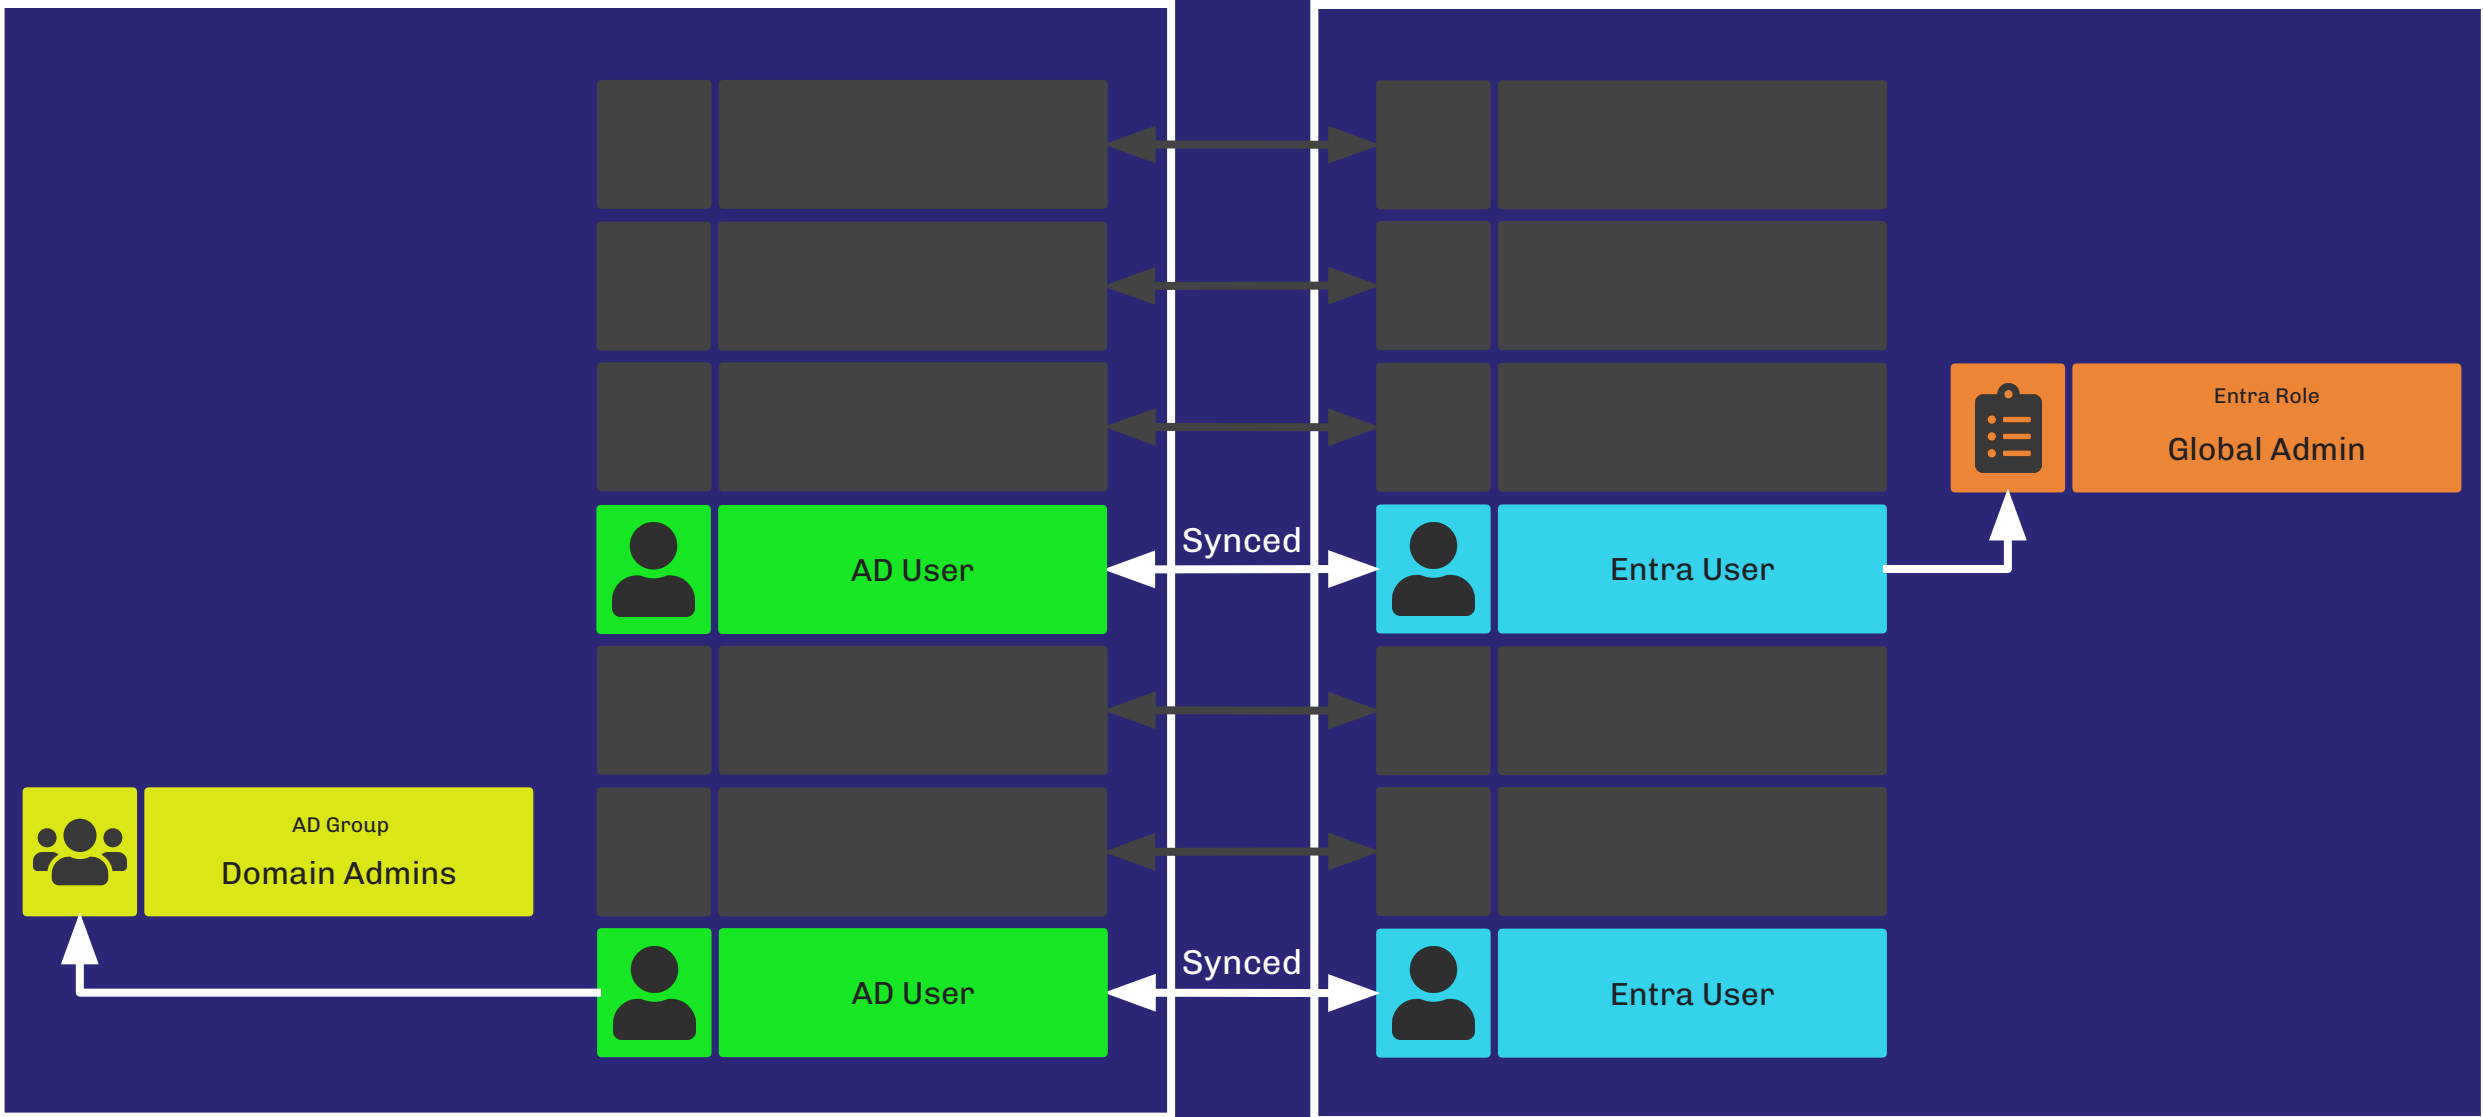 Entra Role
Global Admin
AD User
Synced
Entra User
AD Group
Domain Admins
AD User
Synced
Entra User